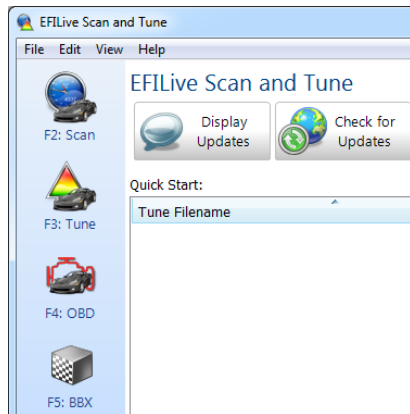 EFILive Scan and Tune
File Edit View Help
EFILive Scan and Tune
F2: Scan
Display Updates
Check for Updates
F3: Tune
Quick Start:
Tune Filename
F4: OBD
F5: BBX